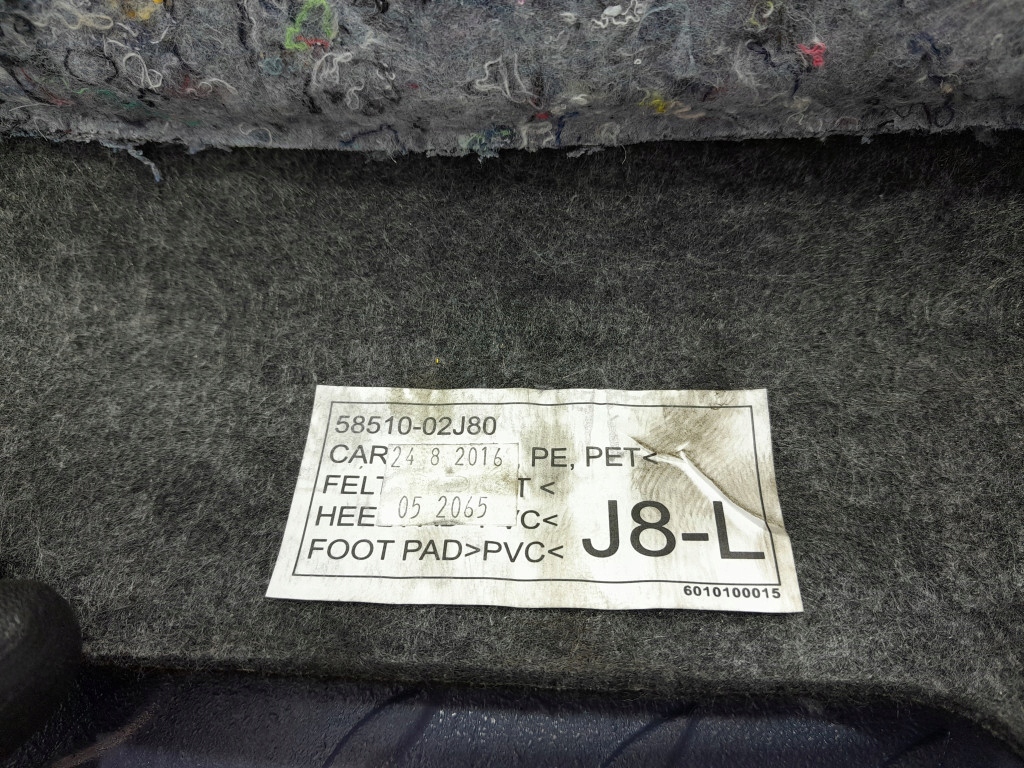 58510-02J80
CAR 24 8 2016 , PE, PET<
FELT T <
05 2065
HEE VC<
J8-L
FOOT PAD>PVC<
6010100015